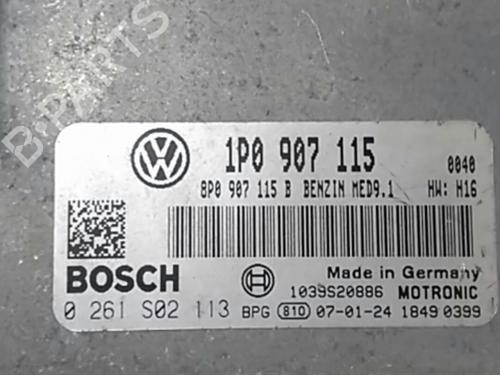 B-PARTS
1P0 907 115 0040
8P0 907 115 B BENZIN MED9.1 HW: H16
BOSCH
Made in Germany
1039S20886 MOTRONIC
0 261 S02 113 BPG 810 07-01-24 1849 0399